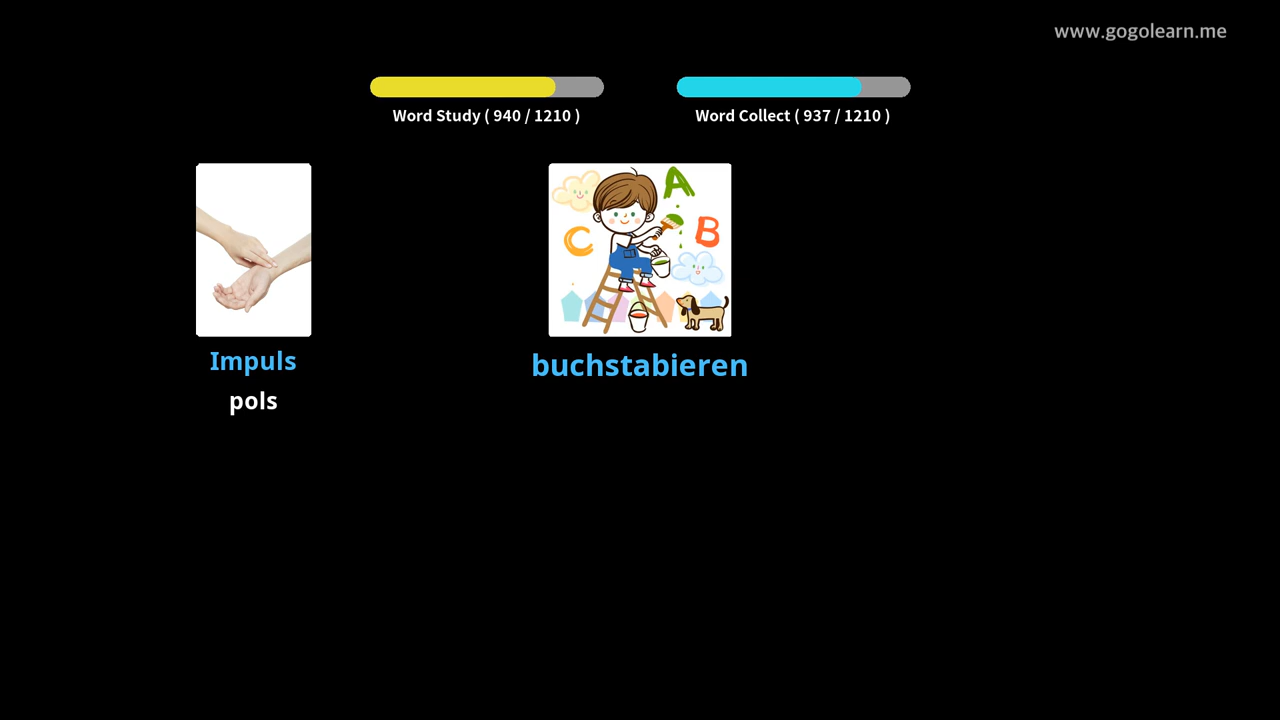 www.gogolearn.me
Word Study ( 940 / 1210 )
Word Collect ( 937 / 1210 )
A
B
C
Impuls
pols
buchstabieren